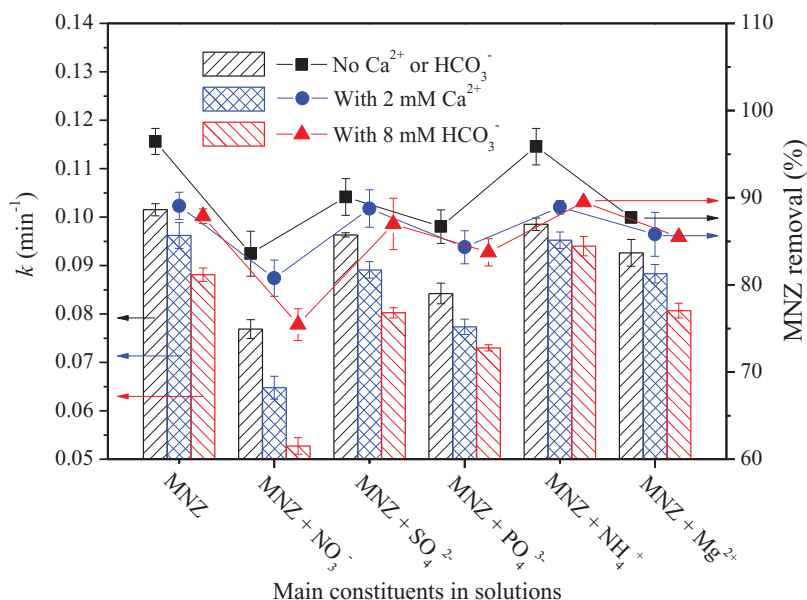 0.14
0.13
0.12
0.11
0.10
0.09
0.08
0.07
0.06
0.05
k (min⁻¹)
No Ca²⁺ or HCO₃⁻
With 2 mM Ca²⁺
With 8 mM HCO₃⁻
110
100
90
80
70
60
MNZ removal (%)
MNZ
MNZ + NO₃⁻
MNZ + SO₄²⁻
MNZ + PO₄³⁻
MNZ + NH₄⁺
MNZ + Mg²⁺
Main constituents in solutions